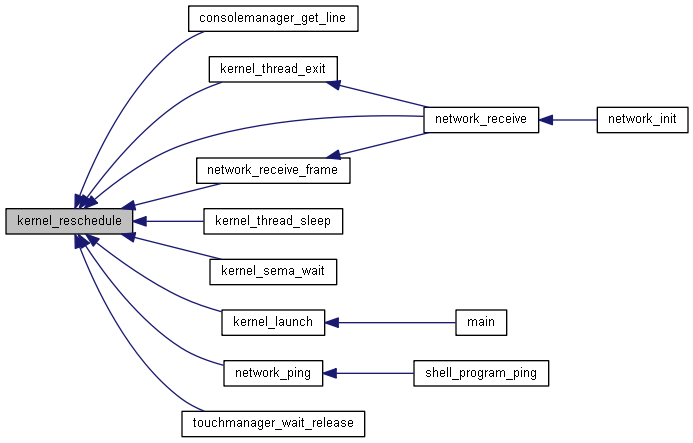 consolemanager_get_line
kernel_thread_exit
network_receive
network_init
network_receive_frame
kernel_reschedule
kernel_thread_sleep
kernel_sema_wait
kernel_launch
main
network_ping
shell_program_ping
touchmanager_wait_release